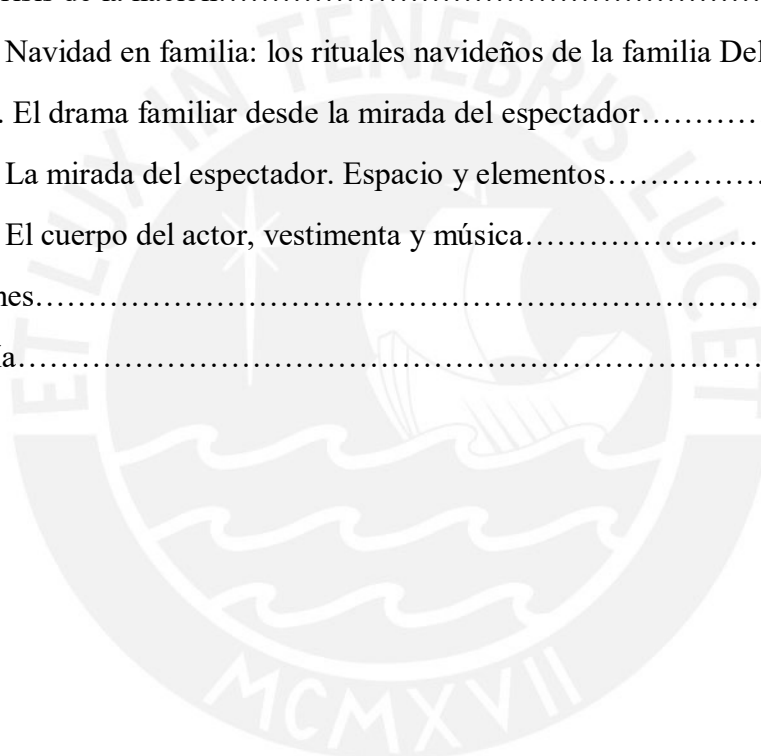 risis de la nación……………………………………………………
Navidad en familia: los rituales navideños de la familia Del
. El drama familiar desde la mirada del espectador…………
La mirada del espectador. Espacio y elementos……………
El cuerpo del actor, vestimenta y música……………………
nes……………………………………………………………………
ía………………………………………………………………………
ET LUX IN TENEBRIS LUCET
MCMXVII